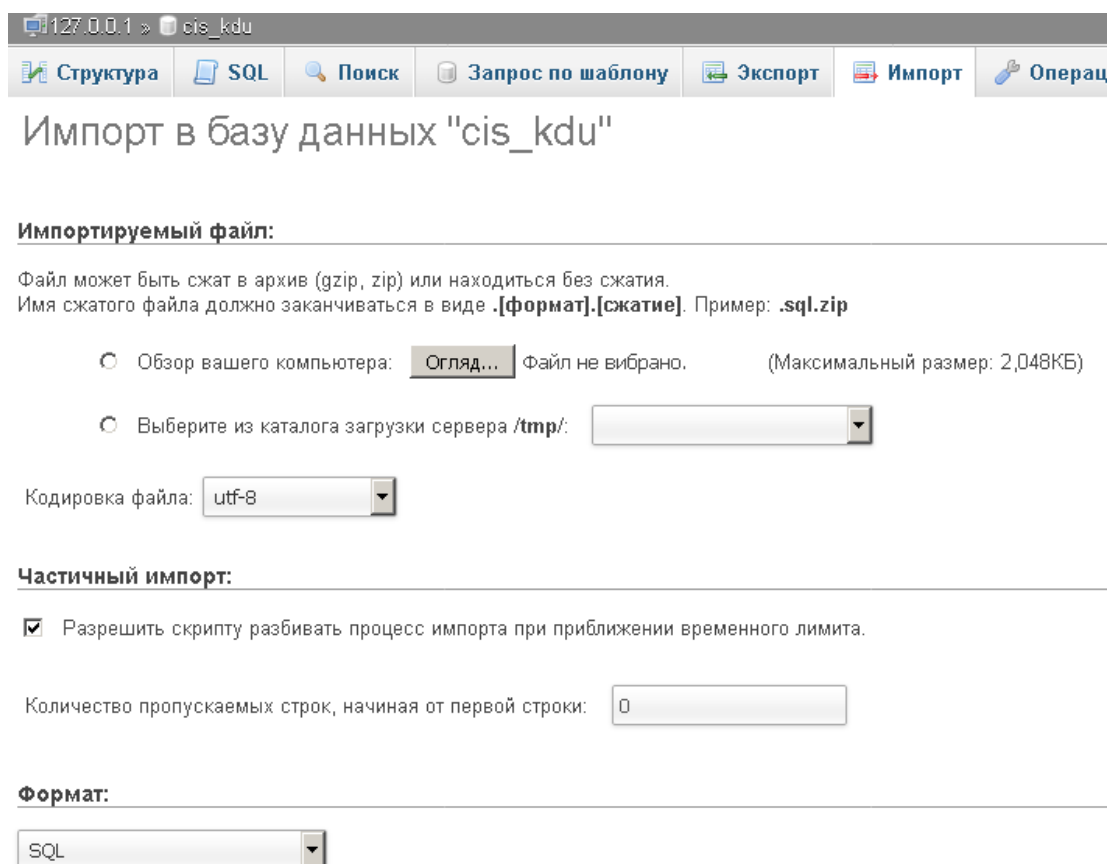 127.0.0.1 » cis_kdu
Структура SQL Поиск Запрос по шаблону Экспорт Импорт Операц
Импорт в базу данных "cis_kdu"
Импортируемый файл:
Файл может быть сжат в архив (gzip, zip) или находиться без сжатия.
Имя сжатого файла должно заканчиваться в виде .[формат].[сжатие]. Пример: .sql.zip
Обзор вашего компьютера: Огляд... Файл не вибрано. (Максимальный размер: 2,048КБ)
Выберите из каталога загрузки сервера /tmp/:
Кодировка файла: utf-8
Частичный импорт:
Разрешить скрипту разбивать процесс импорта при приближении временного лимита.
Количество пропускаемых строк, начиная от первой строки: 0
Формат:
SQL